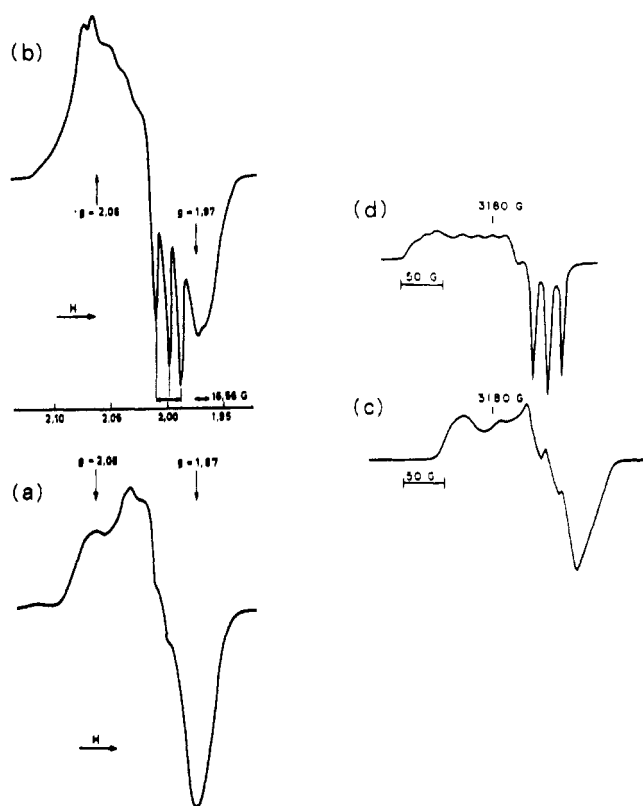 (b)
g = 2,06
g = 1,97
H
16,56 G
2,10 2,05 2,00 1,95
(a)
g = 2,06
g = 1,97
H
(d)
3180 G
50 G
(c)
3180 G
50 G